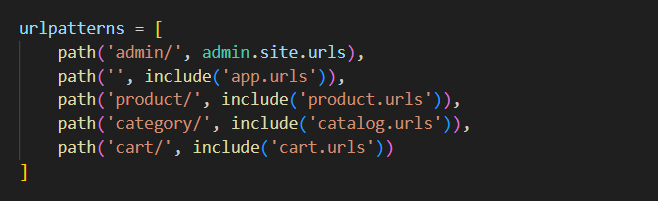 urlpatterns = [
    path('admin/', admin.site.urls),
    path('', include('app.urls')),
    path('product/', include('product.urls')),
    path('category/', include('catalog.urls')),
    path('cart/', include('cart.urls'))
]